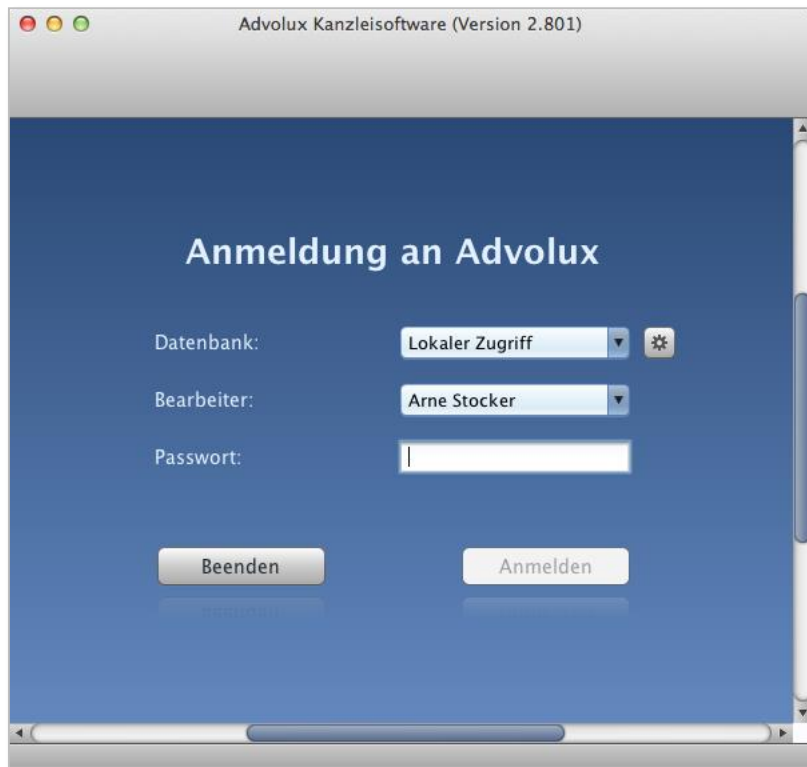 Advolux Kanzleisoftware (Version 2.801)
Anmeldung an Advolux
Datenbank: Lokaler Zugriff
Bearbeiter: Arne Stocker
Passwort:
Beenden Anmelden